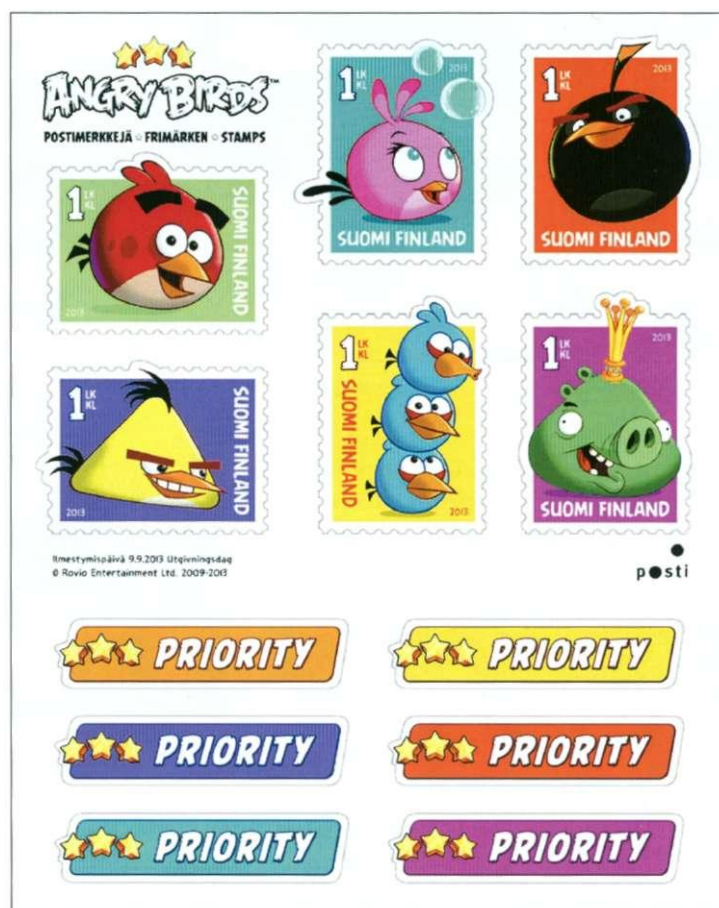 ANGRY BIRDS™
POSTIMERKKEJÄ ☆ FRIMÄRKEN ☆ STAMPS
1 LK KL
SUOMI FINLAND
2013
1 LK KL
SUOMI FINLAND
2013
1 LK KL
2013
SUOMI FINLAND
1 LK KL
2013
SUOMI FINLAND
1 LK KL
SUOMI FINLAND
2013
1 LK KL
2013
SUOMI FINLAND
Ilmestymispäivä 9.9.2013 Utgivningsdag
© Rovio Entertainment Ltd. 2009-2013
posti
PRIORITY
PRIORITY
PRIORITY
PRIORITY
PRIORITY
PRIORITY